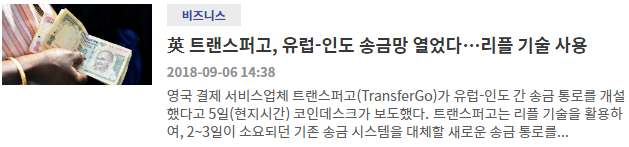 비즈니스
英 트랜스퍼고, 유럽-인도 송금망 열었다…리플 기술 사용
2018-09-06 14:38
영국 결제 서비스업체 트랜스퍼고(TransferGo)가 유럽-인도 간 송금 통로를 개설
했다고 5일(현지시간) 코인데스크가 보도했다. 트랜스퍼고는 리플 기술을 활용하
여, 2~3일이 소요되던 기존 송금 시스템을 대체할 새로운 송금 통로를...